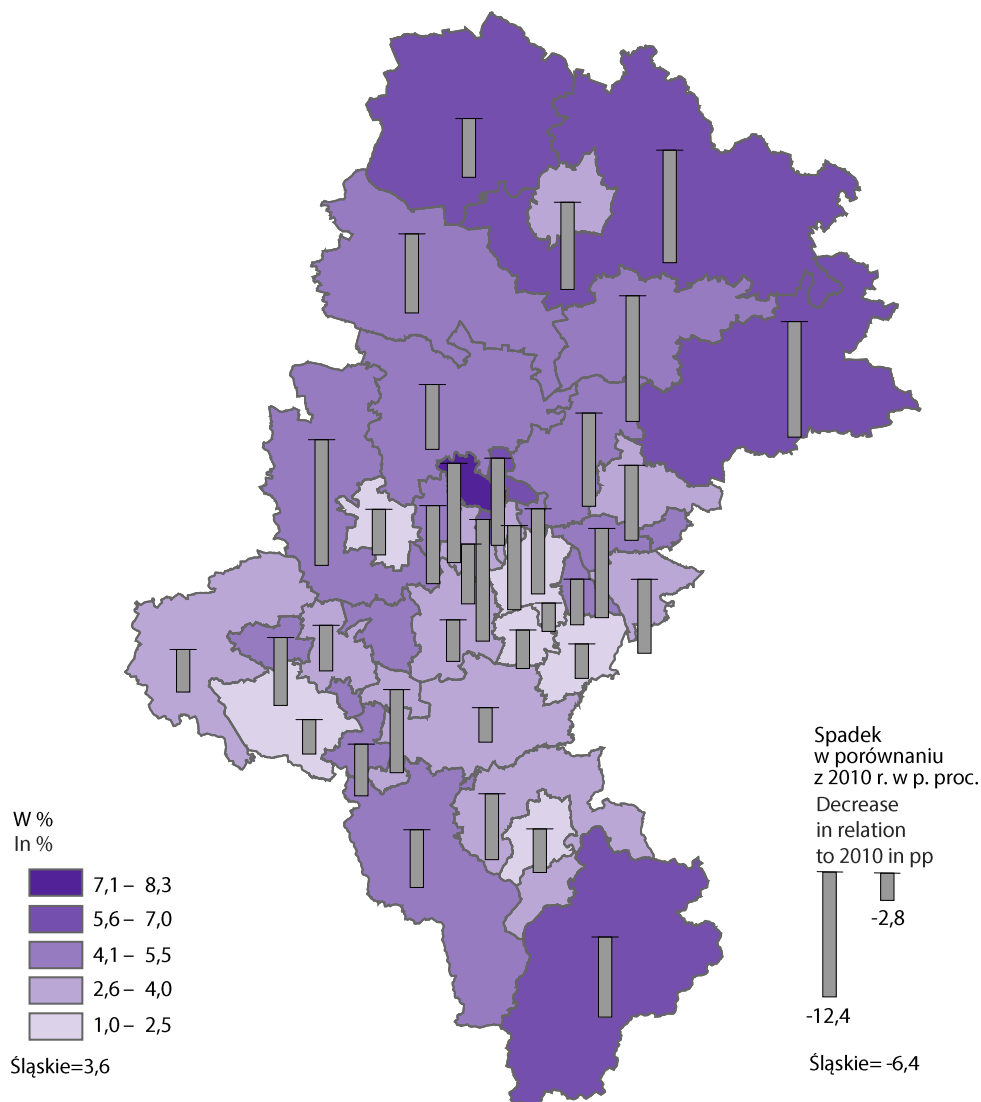 Spadek
w porównaniu
z 2010 r. w p. proc.
Decrease
in relation
to 2010 in pp
-2,8
-12,4
Śląskie= -6,4
W %
In %
7,1 – 8,3
5,6 – 7,0
4,1 – 5,5
2,6 – 4,0
1,0 – 2,5
Śląskie=3,6